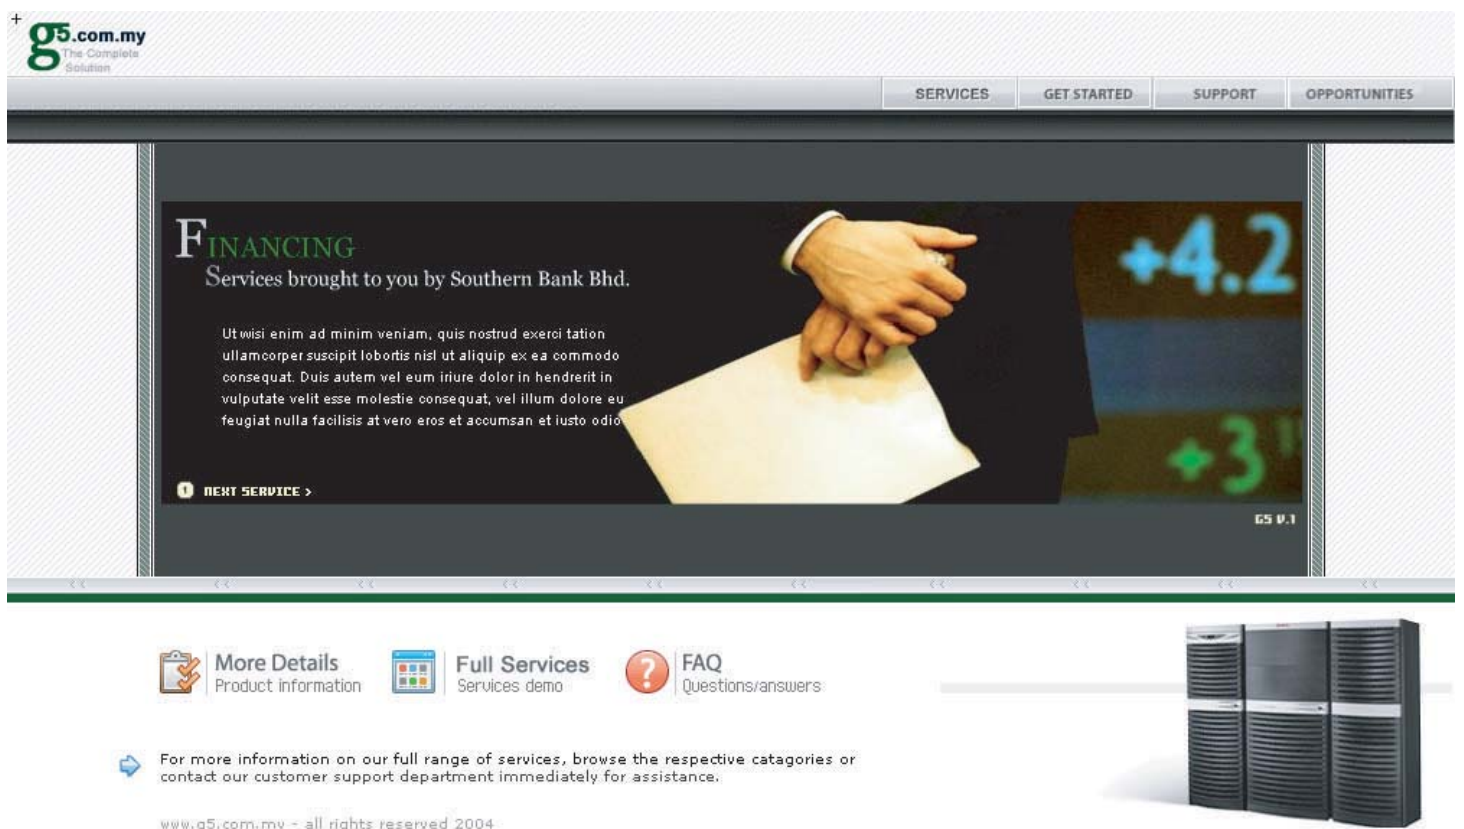 +
g5.com.my
The Complete
Solution
SERVICES GET STARTED SUPPORT OPPORTUNITIES
FINANCING
Services brought to you by Southern Bank Bhd.
Ut wisi enim ad minim veniam, quis nostrud exerci tation
ullamcorper suscipit lobortis nisl ut aliquip ex ea commodo
consequat. Duis autem vel eum iriure dolor in hendrerit in
vulputate velit esse molestie consequat, vel illum dolore eu
feugiat nulla facilisis at vero eros et accumsan et iusto odio
+4.2
+3
1 NEXT SERVICE >
G5 V.1
<< << << << << << << << << <<
More Details
Product information
Full Services
Services demo
?
FAQ
Questions/answers
For more information on our full range of services, browse the respective catagories or
contact our customer support department immediately for assistance.
www.g5.com.my - all rights reserved 2004